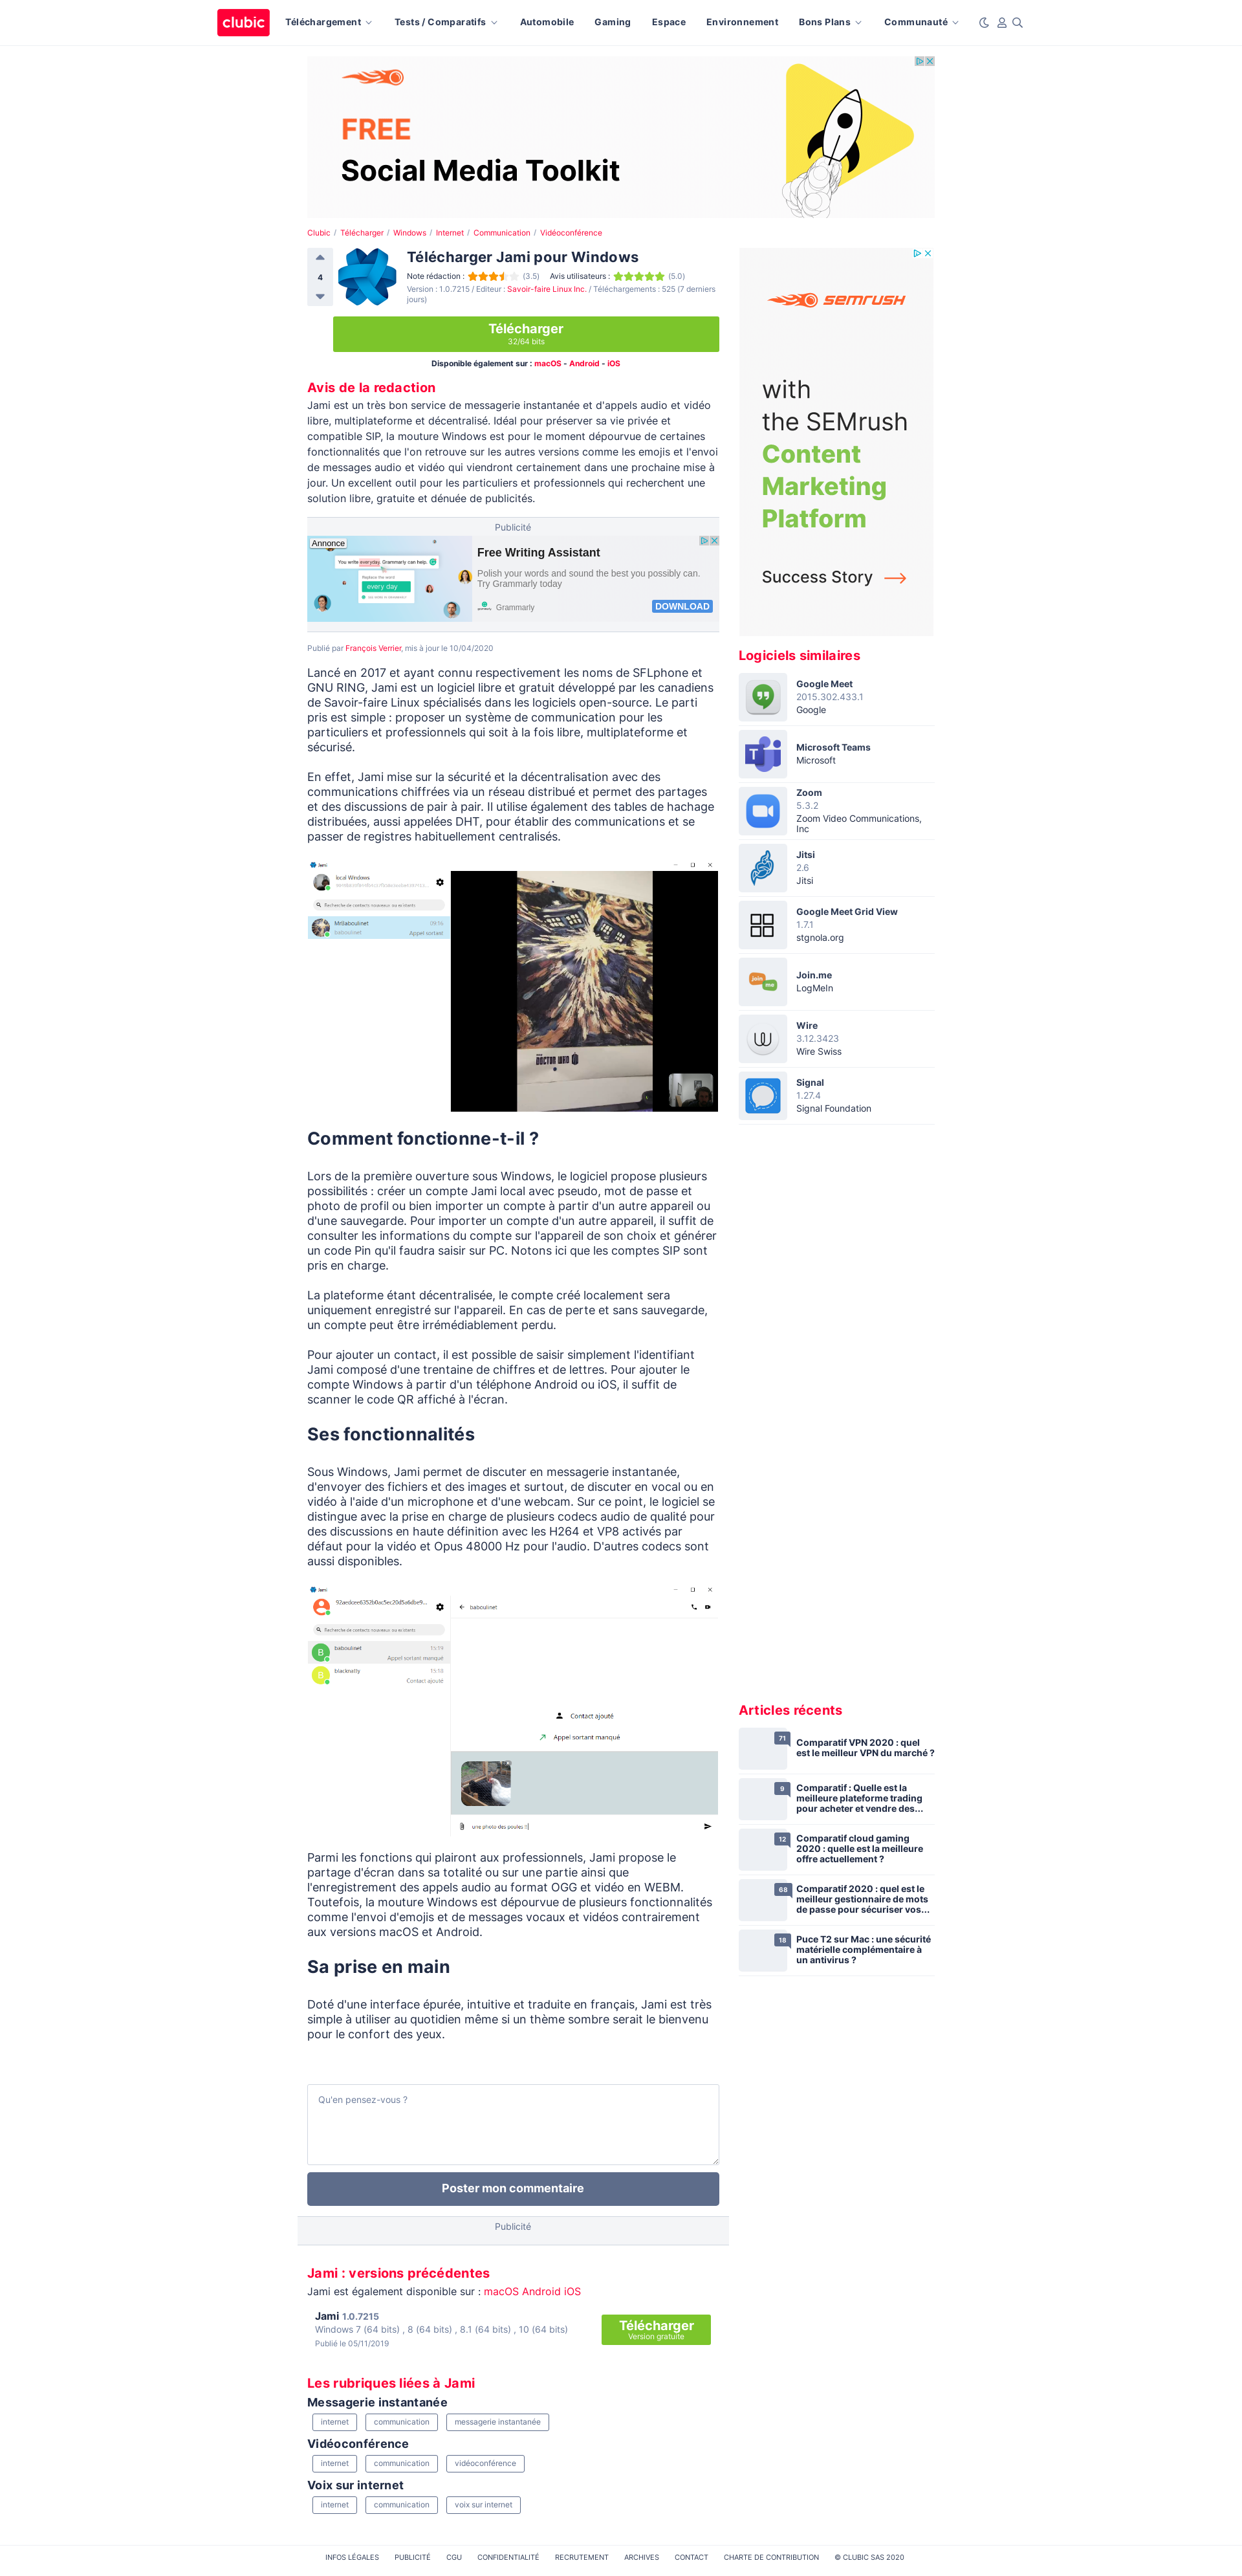 clubic
Téléchargement
Tests / Comparatifs
Automobile
Gaming
Espace
Environnement
Bons Plans
Communauté
FREE
Social Media Toolkit
Clubic / Télécharger / Windows / Internet / Communication / Vidéoconférence
4
Télécharger Jami pour Windows
Note rédaction : (3.5) Avis utilisateurs : (5.0)
Version : 1.0.7215 / Editeur : Savoir-faire Linux Inc. / Téléchargements : 525 (7 derniers
jours)
Télécharger
32/64 bits
Disponible également sur : macOS - Android - iOS
Avis de la redaction
Jami est un très bon service de messagerie instantanée et d'appels audio et vidéo
libre, multiplateforme et décentralisé. Idéal pour préserver sa vie privée et
compatible SIP, la mouture Windows est pour le moment dépourvue de certaines
fonctionnalités que l'on retrouve sur les autres versions comme les emojis et l'envoi
de messages audio et vidéo qui viendront certainement dans une prochaine mise à
jour. Un excellent outil pour les particuliers et professionnels qui recherchent une
solution libre, gratuite et dénuée de publicités.
Publicité
Annonce
You write everyday, Grammarly can help.
Replace the word
every day
Free Writing Assistant
Polish your words and sound the best you possibly can.
Try Grammarly today
Grammarly
DOWNLOAD
Publié par François Verrier, mis à jour le 10/04/2020
Lancé en 2017 et ayant connu respectivement les noms de SFLphone et
GNU RING, Jami est un logiciel libre et gratuit développé par les canadiens
de Savoir-faire Linux spécialisés dans les logiciels open-source. Le parti
pris est simple : proposer un système de communication pour les
particuliers et professionnels qui soit à la fois libre, multiplateforme et
sécurisé.
En effet, Jami mise sur la sécurité et la décentralisation avec des
communications chiffrées via un réseau distribué et permet des partages
et des discussions de pair à pair. Il utilise également des tables de hachage
distribuées, aussi appelées DHT, pour établir des communications et se
passer de registres habituellement centralisés.
Jami
local Windows
Recherche de contacts nouveaux ou existants
Mrillaboulinet
09:56
baboulinet
Appel sortant
DOCTOR WHO
Comment fonctionne-t-il ?
Lors de la première ouverture sous Windows, le logiciel propose plusieurs
possibilités : créer un compte Jami local avec pseudo, mot de passe et
photo de profil ou bien importer un compte à partir d'un autre appareil ou
d'une sauvegarde. Pour importer un compte d'un autre appareil, il suffit de
consulter les informations du compte sur l'appareil de son choix et générer
un code Pin qu'il faudra saisir sur PC. Notons ici que les comptes SIP sont
pris en charge.
La plateforme étant décentralisée, le compte créé localement sera
uniquement enregistré sur l'appareil. En cas de perte et sans sauvegarde,
un compte peut être irrémédiablement perdu.
Pour ajouter un contact, il est possible de saisir simplement l'identifiant
Jami composé d'une trentaine de chiffres et de lettres. Pour ajouter le
compte Windows à partir d'un téléphone Android ou iOS, il suffit de
scanner le code QR affiché à l'écran.
Ses fonctionnalités
Sous Windows, Jami permet de discuter en messagerie instantanée,
d'envoyer des fichiers et des images et surtout, de discuter en vocal ou en
vidéo à l'aide d'un microphone et d'une webcam. Sur ce point, le logiciel se
distingue avec la prise en charge de plusieurs codecs audio de qualité pour
des discussions en haute définition avec les H264 et VP8 activés par
défaut pour la vidéo et Opus 48000 Hz pour l'audio. D'autres codecs sont
aussi disponibles.
Jami
92aedcee6352b0ac5ec20d5a6dbe9...
baboulinet
Recherche de contacts nouveaux ou existants
B
baboulinet
15:19
Appel sortant manqué
B
blacknelly
15:18
Contact ajouté
Contact ajouté
Appel sortant manqué
une photo des poules !!
Parmi les fonctions qui plairont aux professionnels, Jami propose le
partage d'écran dans sa totalité ou sur une partie ainsi que
l'enregistrement des appels audio au format OGG et vidéo en WEBM.
Toutefois, la mouture Windows est dépourvue de plusieurs fonctionnalités
comme l'envoi d'emojis et de messages vocaux et vidéos contrairement
aux versions macOS et Android.
Sa prise en main
Doté d'une interface épurée, intuitive et traduite en français, Jami est très
simple à utiliser au quotidien même si un thème sombre serait le bienvenu
pour le confort des yeux.
Qu'en pensez-vous ?
Poster mon commentaire
Publicité
Jami : versions précédentes
Jami est également disponible sur : macOS Android iOS
Jami 1.0.7215
Windows 7 (64 bits) , 8 (64 bits) , 8.1 (64 bits) , 10 (64 bits)
Publié le 05/11/2019
Télécharger
Version gratuite
Les rubriques liées à Jami
Messagerie instantanée
internet communication messagerie instantanée
Vidéoconférence
internet communication vidéoconférence
Voix sur internet
internet communication voix sur internet
semrush
with
the SEMrush
Content
Marketing
Platform
Success Story
Logiciels similaires
Google Meet
2015.302.433.1
Google
T
Microsoft Teams
Microsoft
Zoom
5.3.2
Zoom Video Communications,
Inc
Jitsi
2.6
Jitsi
Google Meet Grid View
1.7.1
stgnola.org
join
me
Join.me
LogMeIn
Wire
3.12.3423
Wire Swiss
Signal
1.27.4
Signal Foundation
Articles récents
71
Comparatif VPN 2020 : quel
est le meilleur VPN du marché ?
9
Comparatif : Quelle est la
meilleure plateforme trading
pour acheter et vendre des...
12
Comparatif cloud gaming
2020 : quelle est la meilleure
offre actuellement ?
68
Comparatif 2020 : quel est le
meilleur gestionnaire de mots
de passe pour sécuriser vos...
18
Puce T2 sur Mac : une sécurité
matérielle complémentaire à
un antivirus ?
INFOS LÉGALES PUBLICITÉ CGU CONFIDENTIALITÉ RECRUTEMENT ARCHIVES CONTACT CHARTE DE CONTRIBUTION © CLUBIC SAS 2020